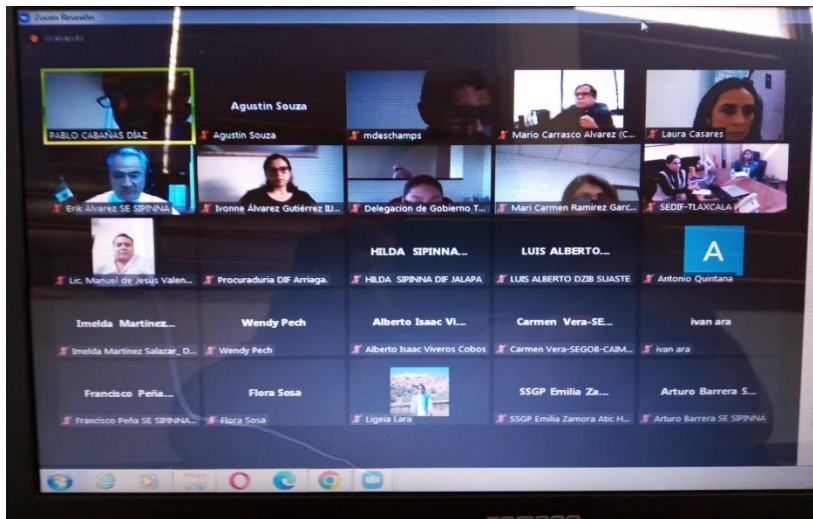 Zoom Reunión
Grabando
PABLO CABAÑAS DÍAZ
Agustin Souza
Agustin Souza
mdeschamps
Mario Carrasco Alvarez (C...
Laura Casares
Erik Alvarez SE SIPINNA
Ivonne Álvarez Gutiérrez IIJ...
Delegacion de Gobierno T...
Mari Carmen Ramirez Garc...
SEDIF-TLAXCALA
Lic. Manuel de Jesús Valen...
Procuraduria DIF Arriaga.
HILDA SIPINNA...
HILDA SIPINNA DIF JALAPA
LUIS ALBERTO...
LUIS ALBERTO DZIB SUASTE
A
Antonio Quintana
Imelda Martínez...
Imelda Martínez Salazar_ D...
Wendy Pech
Wendy Pech
Alberto Isaac Vi...
Alberto Isaac Viveros Cobos
Carmen Vera-SE...
Carmen Vera-SEGOB-CAIM...
ivan ara
ivan ara
Francisco Peña...
Francisco Peña SE SIPINNA...
Flora Sosa
Flora Sosa
Ligeia Lara
SSGP Emilia Za...
SSGP Emilia Zamora Atic H...
Arturo Barrera S...
Arturo Barrera SE SIPINNA